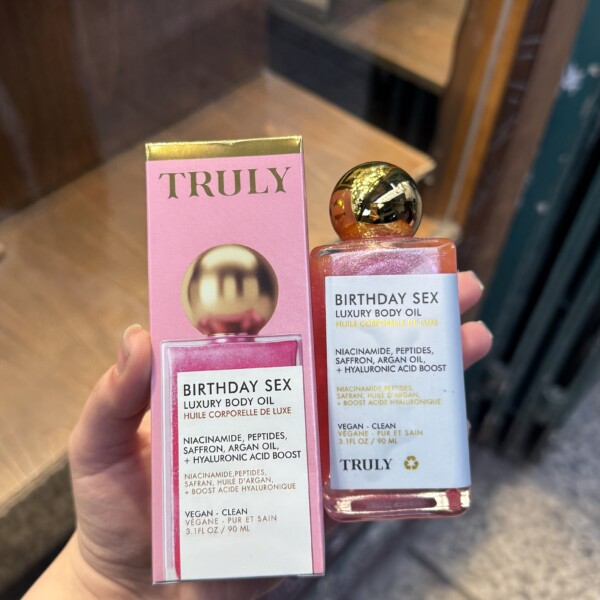 TRULY
BIRTHDAY SEX
LUXURY BODY OIL
HUILE CORPORELLE DE LUXE
NIACINAMIDE, PEPTIDES,
SAFFRON, ARGAN OIL,
+ HYALURONIC ACID BOOST
NIACINAMIDE,PEPTIDES,
SAFRAN, HUILE D'ARGAN,
+ BOOST ACIDE HYALURONIQUE
VEGAN - CLEAN
VÉGANE - PUR ET SAIN
3.1FL OZ / 90 ML
BIRTHDAY SEX
LUXURY BODY OIL
HUILE CORPORELLE DE LUXE
NIACINAMIDE, PEPTIDES,
SAFFRON, ARGAN OIL,
+ HYALURONIC ACID BOOST
NIACINAMIDE,PEPTIDES,
SAFRAN, HUILE D'ARGAN,
+ BOOST ACIDE HYALURONIQUE
VEGAN - CLEAN
VÉGANE - PUR ET SAIN
3.1FL OZ / 90 ML
TRULY